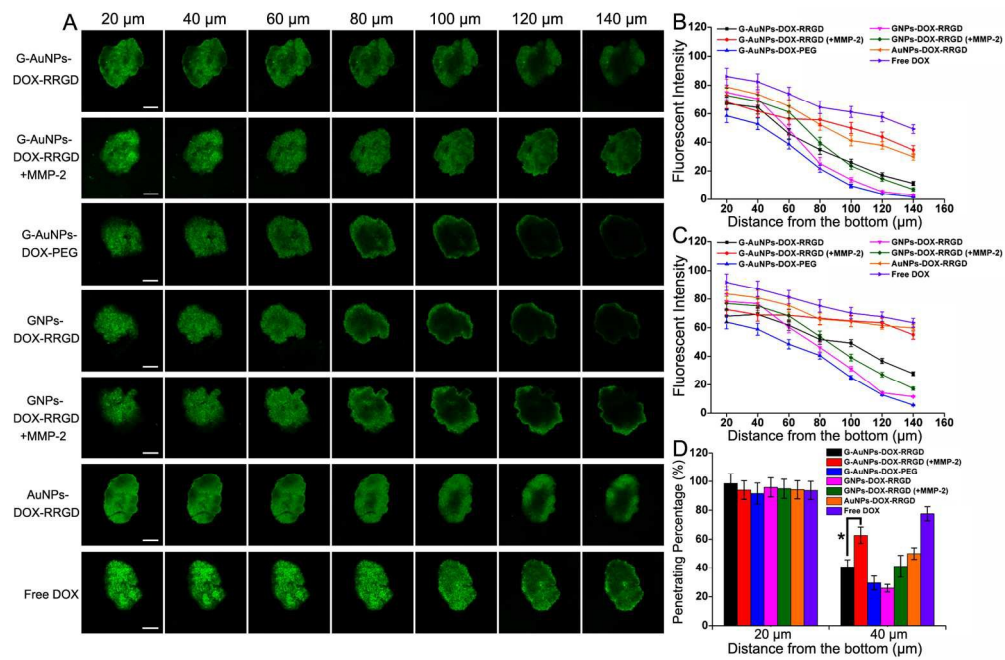 A
20 μm 40 μm 60 μm 80 μm 100 μm 120 μm 140 μm
G-AuNPs-
DOX-RRGD
G-AuNPs-
DOX-RRGD
+MMP-2
G-AuNPs-
DOX-PEG
GNPs-
DOX-RRGD
GNPs-
DOX-RRGD
+MMP-2
AuNPs-
DOX-RRGD
Free DOX
B
G-AuNPs-DOX-RRGD
G-AuNPs-DOX-RRGD (+MMP-2)
G-AuNPs-DOX-PEG
GNPs-DOX-RRGD
GNPs-DOX-RRGD (+MMP-2)
AuNPs-DOX-RRGD
Free DOX
Fluorescent Intensity
120
100
80
60
40
20
0
20 40 60 80 100 120 140
Distance from the bottom (μm)
C
G-AuNPs-DOX-RRGD
G-AuNPs-DOX-RRGD (+MMP-2)
G-AuNPs-DOX-PEG
GNPs-DOX-RRGD
GNPs-DOX-RRGD (+MMP-2)
AuNPs-DOX-RRGD
Free DOX
Fluorescent Intensity
120
100
80
60
40
20
0
20 40 60 80 100 120 140
Distance from the bottom (μm)
D
G-AuNPs-DOX-RRGD
G-AuNPs-DOX-RRGD (+MMP-2)
G-AuNPs-DOX-PEG
GNPs-DOX-RRGD
GNPs-DOX-RRGD (+MMP-2)
AuNPs-DOX-RRGD
Free DOX
Penetrating Percentage (%)
120
100
80
60
40
20
0
*
20 μm 40 μm
Distance from the bottom (μm)